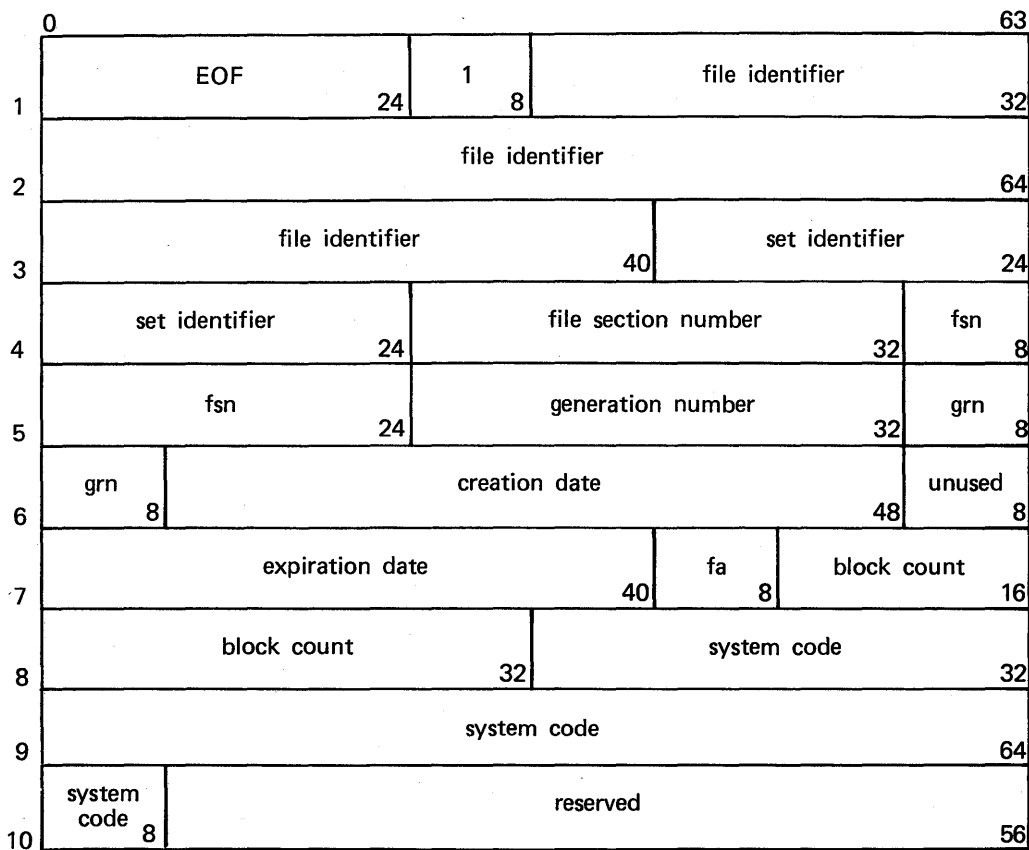 0 63
EOF 1 file identifier
1 24 8 32
file identifier
2 64
file identifier set identifier
3 40 24
set identifier file section number fsn
4 24 32 8
fsn generation number grn
5 24 32 8
grn creation date unused
6 8 48 8
expiration date fa block count
7 40 8 16
block count system code
8 32 32
system code
9 64
system
code reserved
10 8 56